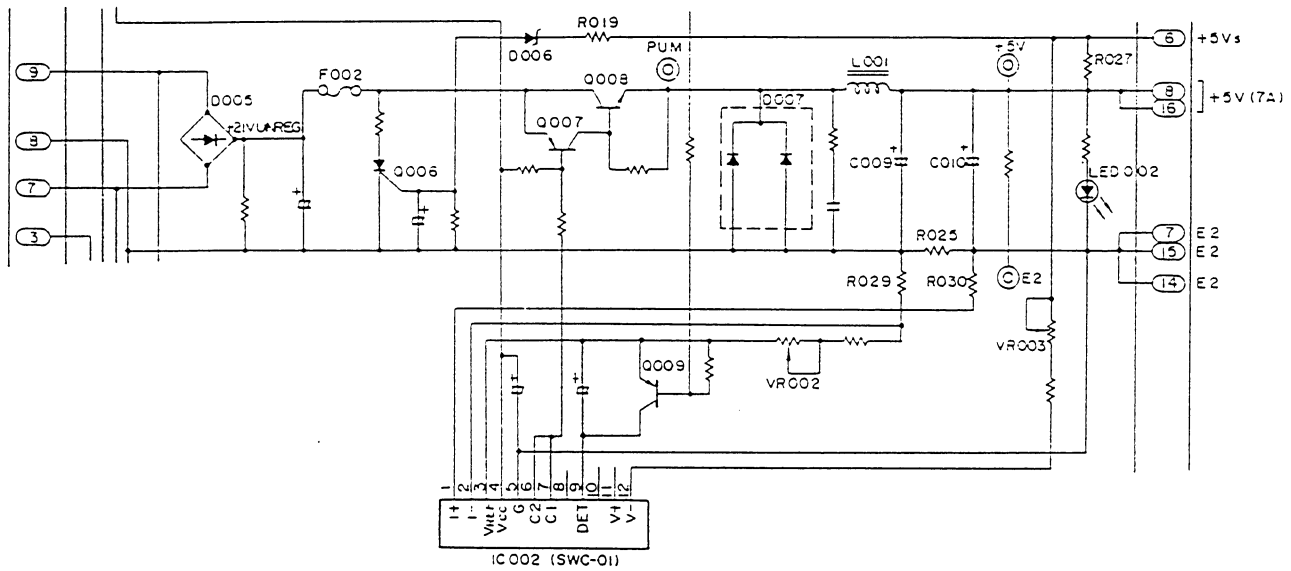 R019
6 +5Vs
D006
PUM
+5V
R027
9
F002
Q008
L001
8
+5V (7A)
D005
D007
16
+21V UNREG
Q007
8
C009
C010
Q006
LED002
7
3
7 E2
R025
15 E2
R029
R030
E2
14 E2
VR003
Q009
VR002
1 2 3 4 5 6 7 8 9 10 11 12
I+ I- VREF VCC G C2 C1 DET V+ V-
IC002 (SWC-01)